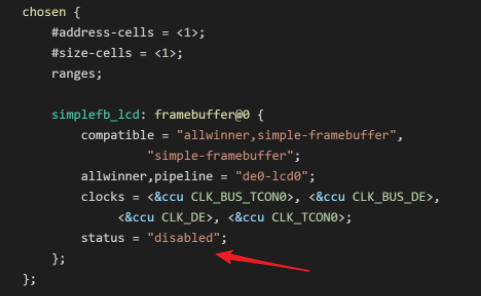 chosen {
#address-cells = <1>;
#size-cells = <1>;
ranges;
simplefb_lcd: framebuffer@0 {
compatible = "allwinner,simple-framebuffer",
"simple-framebuffer";
allwinner,pipeline = "de0-lcd0";
clocks = <&ccu CLK_BUS_TCON0>, <&ccu CLK_BUS_DE>,
<&ccu CLK_DE>, <&ccu CLK_TCON0>;
status = "disabled";
};
};